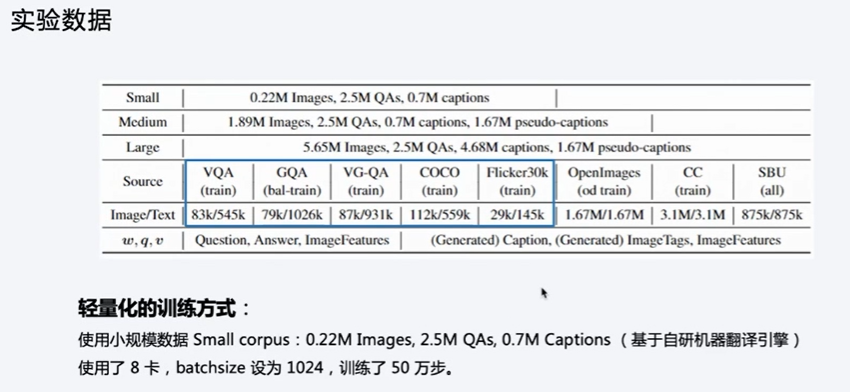 实验数据
Small 0.22M Images, 2.5M QAs, 0.7M captions
Medium 1.89M Images, 2.5M QAs, 0.7M captions, 1.67M pseudo-captions
Large 5.65M Images, 2.5M QAs, 4.68M captions, 1.67M pseudo-captions
Source VQA (train) GQA (bal-train) VG-QA (train) COCO (train) Flicker30k (train) OpenImages (od train) CC (train) SBU (all)
Image/Text 83k/545k 79k/1026k 87k/931k 112k/559k 29k/145k 1.67M/1.67M 3.1M/3.1M 875k/875k
w, q, v Question, Answer, ImageFeatures (Generated) Caption, (Generated) ImageTags, ImageFeatures
轻量化的训练方式：
使用小规模数据 Small corpus：0.22M Images, 2.5M QAs, 0.7M Captions （基于自研机器翻译引擎）
使用了 8 卡，batchsize 设为 1024，训练了 50 万步。